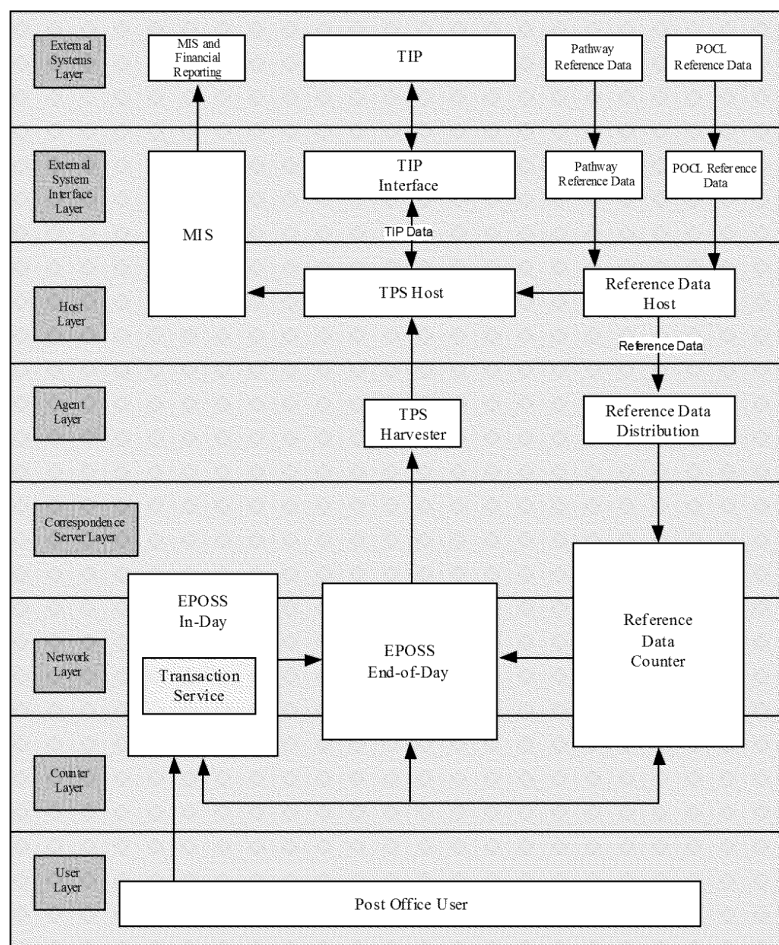 External
Systems
Layer
MIS and
Financial
Reporting
TIP
Pathway
Reference Data
POCL
Reference Data
External
System
Interface
Layer
MIS
TIP
Interface
Pathway
Reference Data
POCL Reference
Data
TIP Data
Host
Layer
TPS Host
Reference Data
Host
Reference Data
Agent
Layer
TPS
Harvester
Reference Data
Distribution
Correspondence
Server Layer
EPOSS
In-Day
Transaction
Service
EPOSS
End-of-Day
Reference
Data
Counter
Network
Layer
Counter
Layer
User
Layer
Post Office User